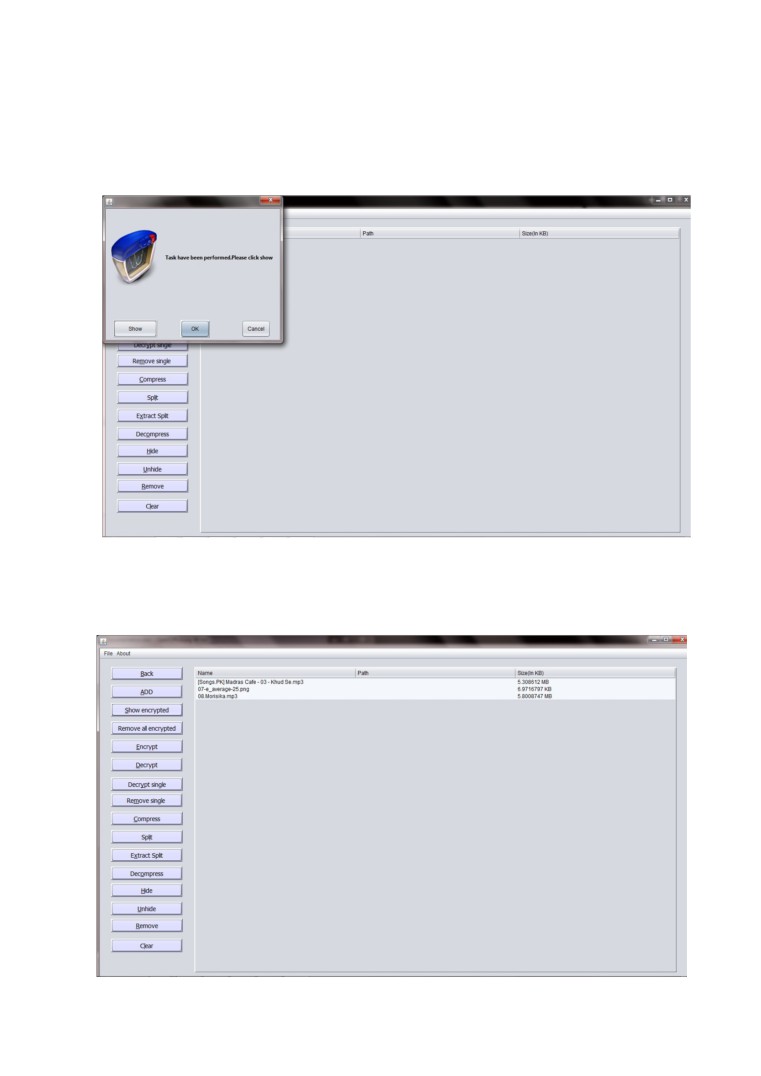 Path Size(in KB)
Task have been performed.Please click show
Show OK Cancel
Decrypt single
Remove single
Compress
Split
Extract Split
Decompress
Hide
Unhide
Remove
Clear
File About
Back
ADD
Show encrypted
Remove all encrypted
Encrypt
Decrypt
Decrypt single
Remove single
Compress
Split
Extract Split
Decompress
Hide
Unhide
Remove
Clear
Name Path Size(in KB)
[Songs.PK] Madras Cafe - 03 - Khud Se.mp3 5.308612 MB
07-e_average-25.png 6.9716797 KB
08.Morisika.mp3 5.8008747 MB